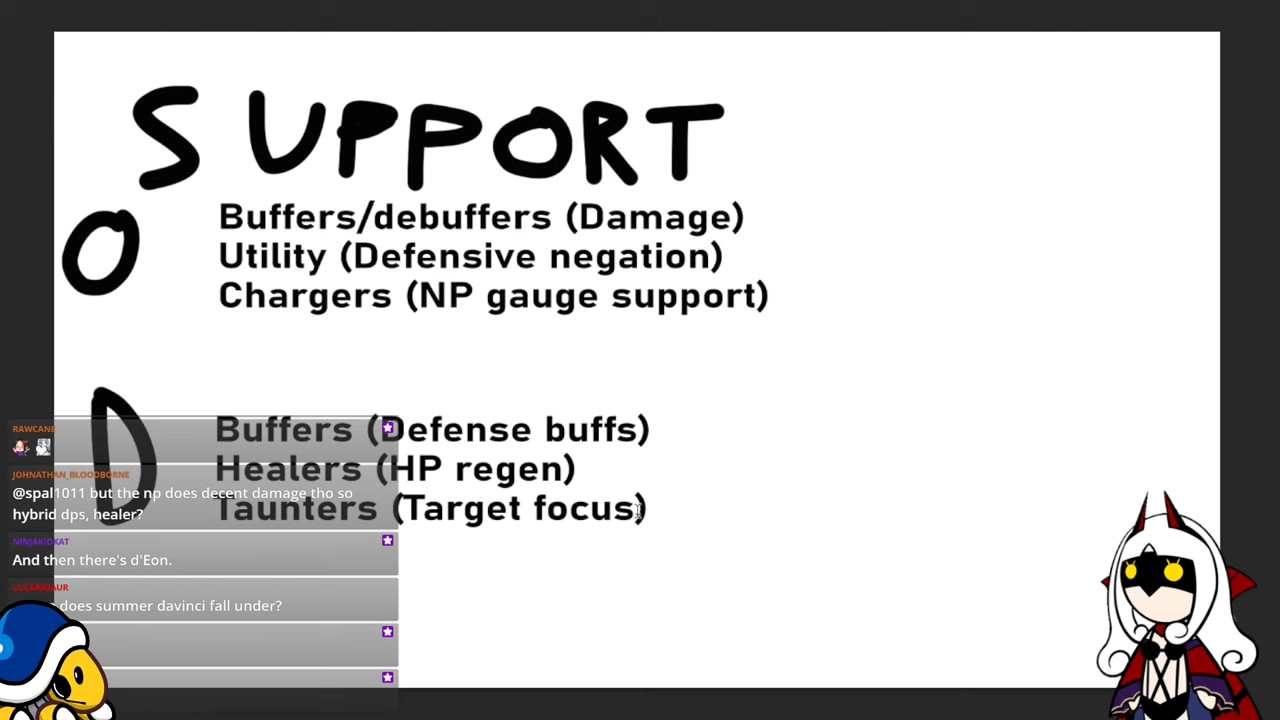 SUPPORT
O
Buffers/debuffers (Damage)
Utility (Defensive negation)
Chargers (NP gauge support)
D
Buffers (Defense buffs)
Healers (HP regen)
Taunters (Target focus)
RAWCANE
JOHNATHAN_BLOODBORNE
@spal1011 but the np does decent damage tho so
hybrid dps, healer?
NINJAKIDKAT
And then there's d'Eon.
does summer davinci fall under?